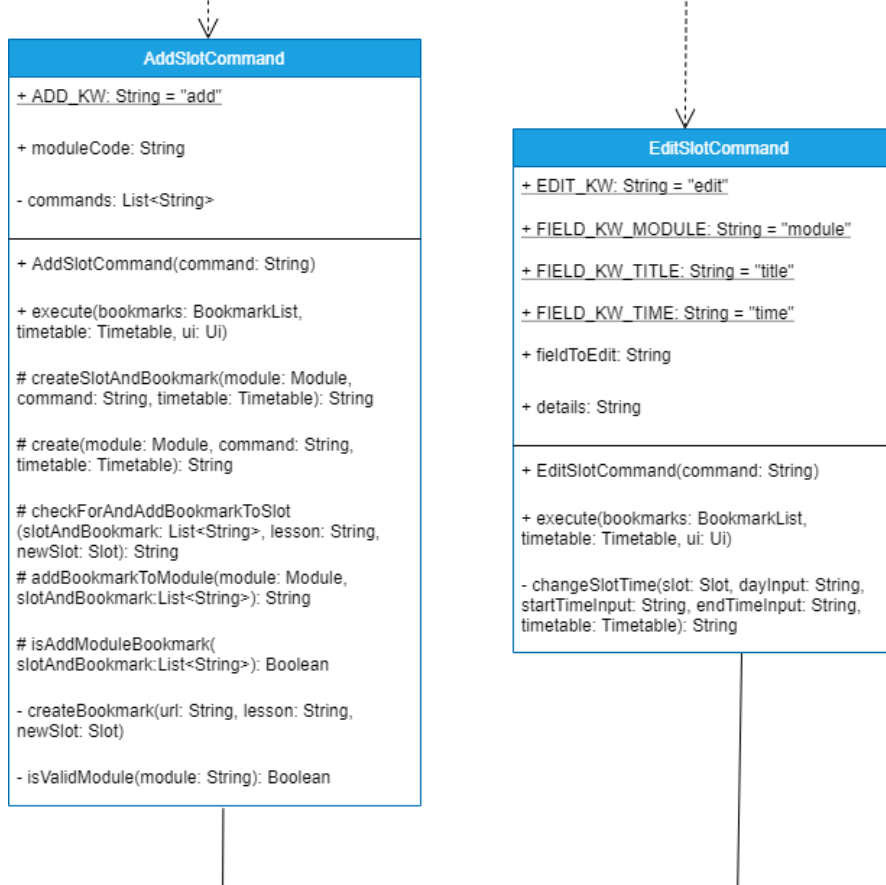 AddSlotCommand
+ ADD_KW: String = "add"
+ moduleCode: String
- commands: List<String>
+ AddSlotCommand(command: String)
+ execute(bookmarks: BookmarkList,
timetable: Timetable, ui: Ui)
# createSlotAndBookmark(module: Module,
command: String, timetable: Timetable): String
# create(module: Module, command: String,
timetable: Timetable): String
# checkForAndAddBookmarkToSlot
(slotAndBookmark: List<String>, lesson: String,
newSlot: Slot): String
# addBookmarkToModule(module: Module,
slotAndBookmark:List<String>): String
# isAddModuleBookmark(
slotAndBookmark:List<String>): Boolean
- createBookmark(url: String, lesson: String,
newSlot: Slot)
- isValidModule(module: String): Boolean
EditSlotCommand
+ EDIT_KW: String = "edit"
+ FIELD_KW_MODULE: String = "module"
+ FIELD_KW_TITLE: String = "title"
+ FIELD_KW_TIME: String = "time"
+ fieldToEdit: String
+ details: String
+ EditSlotCommand(command: String)
+ execute(bookmarks: BookmarkList,
timetable: Timetable, ui: Ui)
- changeSlotTime(slot: Slot, dayInput: String,
startTimeInput: String, endTimeInput: String,
timetable: Timetable): String